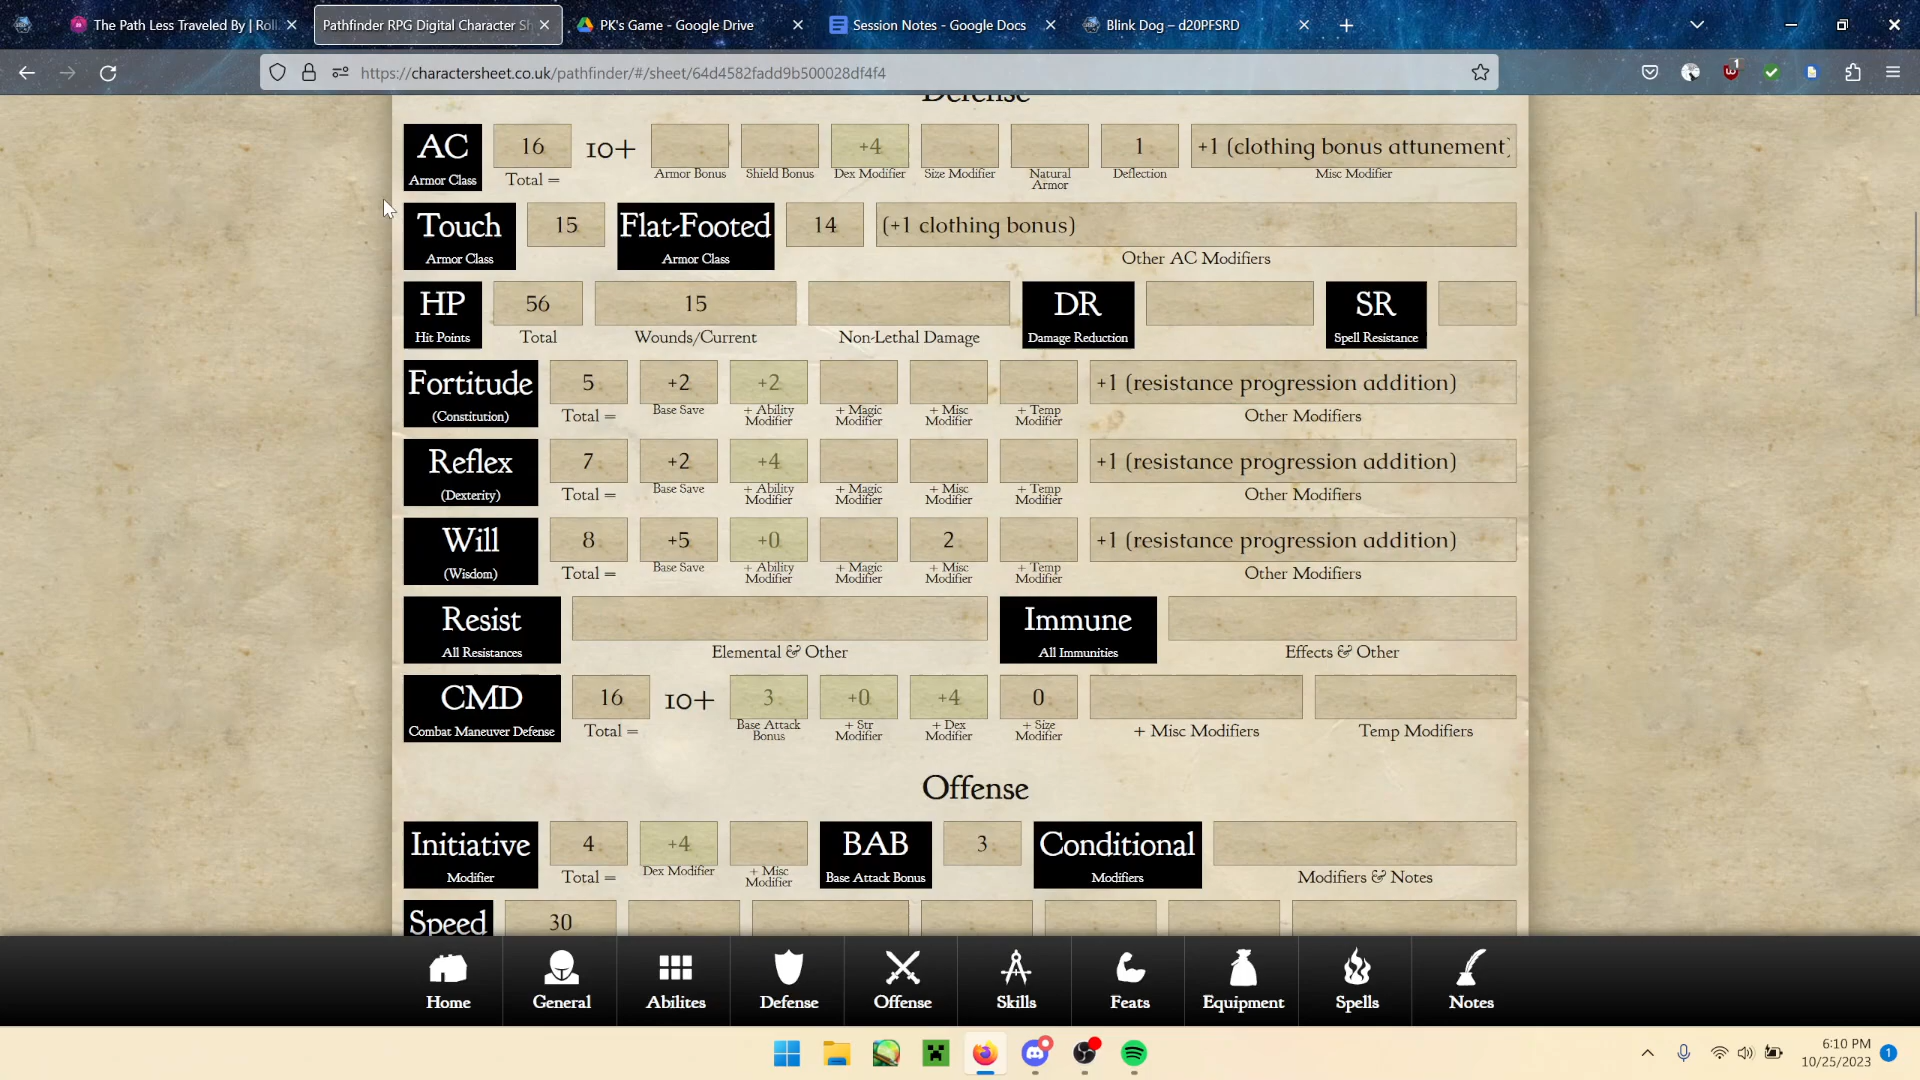 The Path Less Traveled By | Roll
Pathfinder RPG Digital Character Sh
PK's Game - Google Drive
Session Notes - Google Docs
Blink Dog – d20PFSRD
https://charactersheet.co.uk/pathfinder/#/sheet/64d4582fadd9b500028df4f4
1
Defense
AC 16 10+ +4 1 +1 (clothing bonus attunement)
Armor Class Total = Armor Bonus Shield Bonus Dex Modifier Size Modifier Natural Armor Deflection Misc Modifier
Touch 15 Flat-Footed 14 (+1 clothing bonus)
Armor Class Armor Class Other AC Modifiers
HP 56 15 DR SR
Hit Points Total Wounds/Current Non-Lethal Damage Damage Reduction Spell Resistance
Fortitude 5 +2 +2 +1 (resistance progression addition)
(Constitution) Total = Base Save + Ability Modifier + Magic Modifier + Misc Modifier + Temp Modifier Other Modifiers
Reflex 7 +2 +4 +1 (resistance progression addition)
(Dexterity) Total = Base Save + Ability Modifier + Magic Modifier + Misc Modifier + Temp Modifier Other Modifiers
Will 8 +5 +0 2 +1 (resistance progression addition)
(Wisdom) Total = Base Save + Ability Modifier + Magic Modifier + Misc Modifier + Temp Modifier Other Modifiers
Resist Immune
All Resistances Elemental & Other All Immunities Effects & Other
CMD 16 10+ 3 +0 +4 0
Combat Maneuver Defense Total = Base Attack Bonus + Str Modifier + Dex Modifier + Size Modifier + Misc Modifiers Temp Modifiers
Offense
Initiative 4 +4 BAB 3 Conditional
Modifier Total = Dex Modifier + Misc Modifier Base Attack Bonus Modifiers Modifiers & Notes
Speed 30
Home General Abilites Defense Offense Skills Feats Equipment Spells Notes
6:10 PM
10/25/2023 1